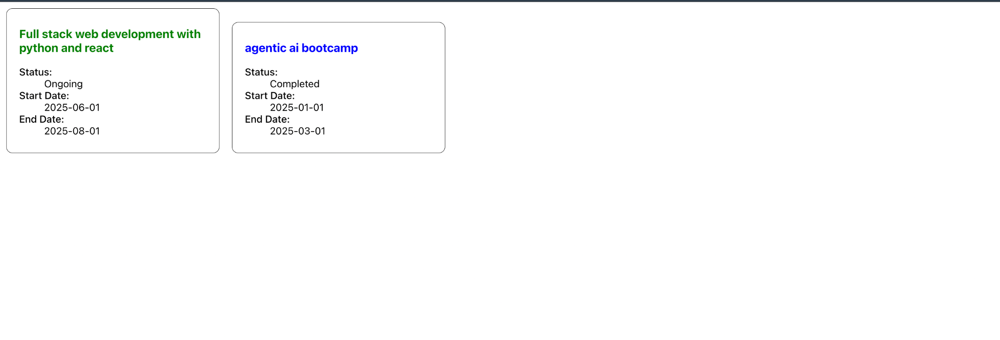 Full stack web development with
python and react
Status:
Ongoing
Start Date:
2025-06-01
End Date:
2025-08-01
agentic ai bootcamp
Status:
Completed
Start Date:
2025-01-01
End Date:
2025-03-01